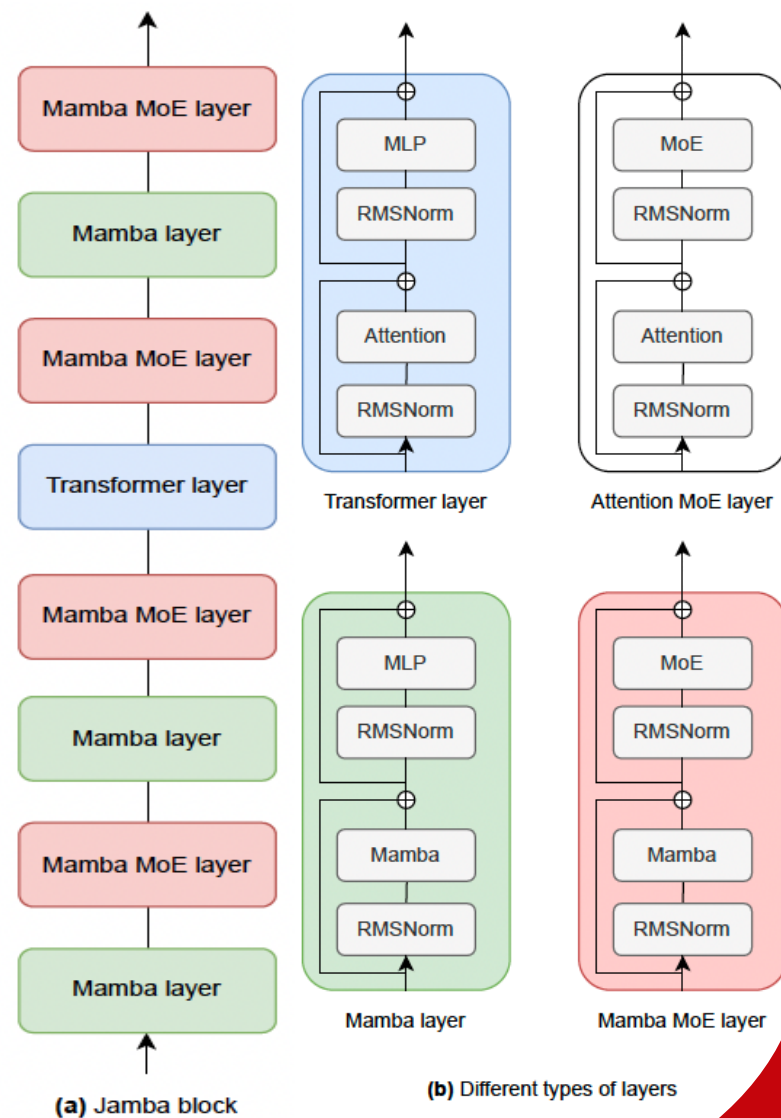 Mamba MoE layer
Mamba layer
Mamba MoE layer
Transformer layer
Mamba MoE layer
Mamba layer
Mamba MoE layer
Mamba layer
(a) Jamba block
MLP
RMSNorm
Attention
RMSNorm
Transformer layer
MoE
RMSNorm
Attention
RMSNorm
Attention MoE layer
MLP
RMSNorm
Mamba
RMSNorm
Mamba layer
MoE
RMSNorm
Mamba
RMSNorm
Mamba MoE layer
(b) Different types of layers